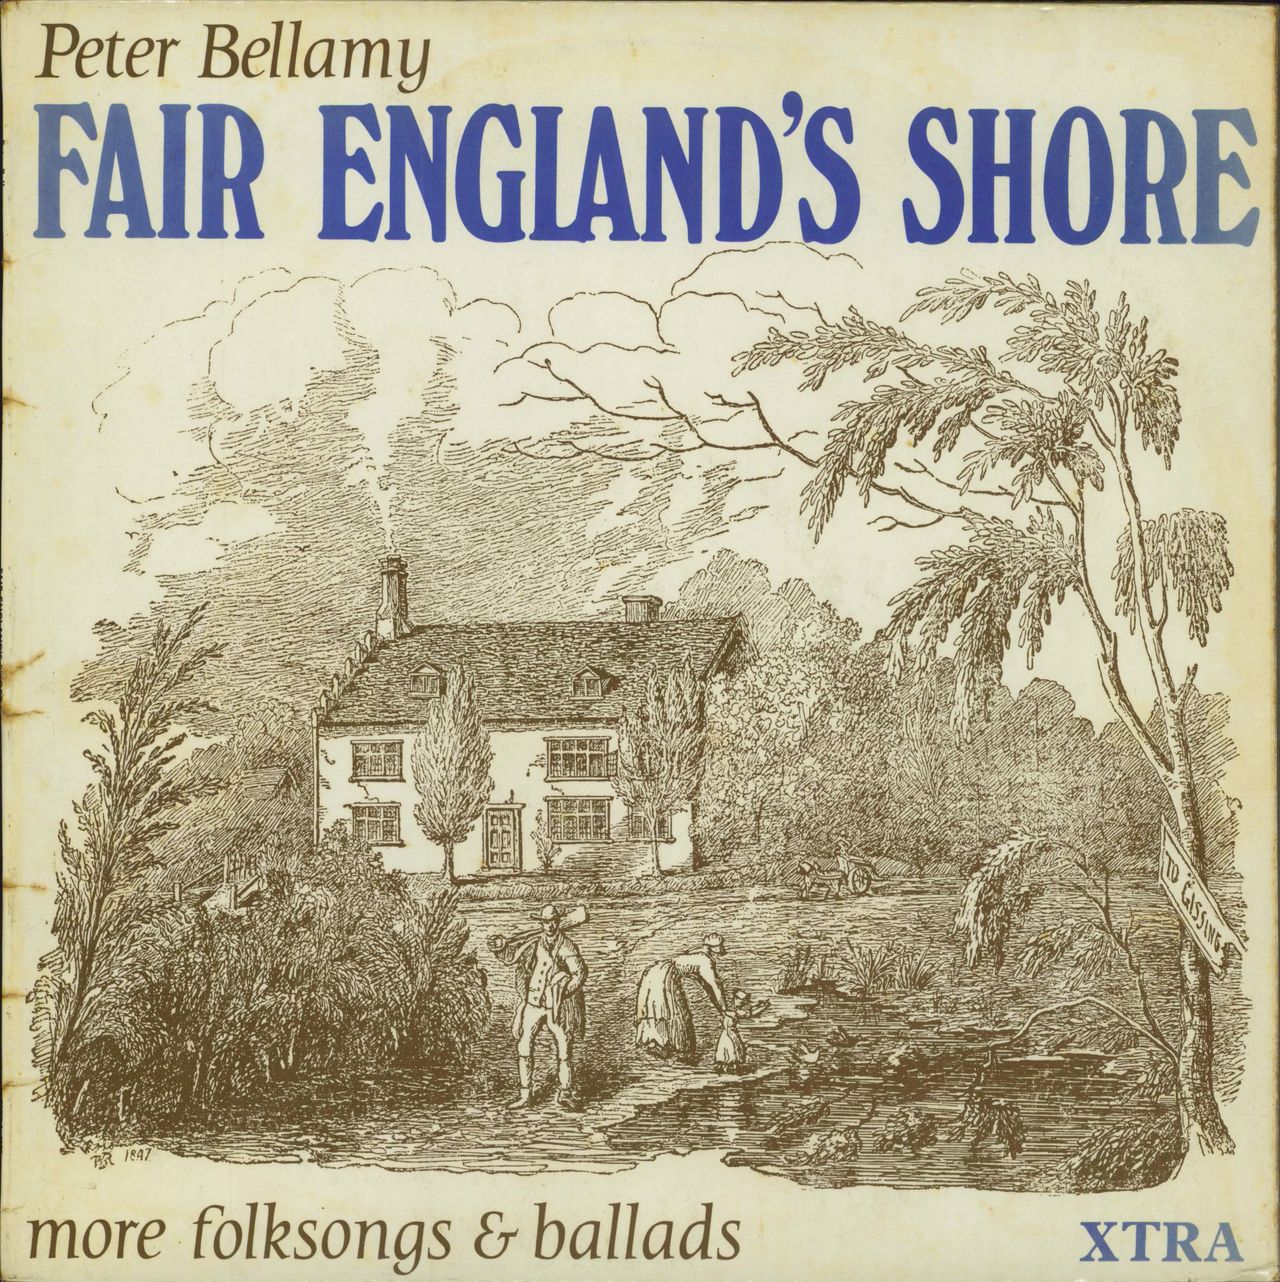 Peter Bellamy
FAIR ENGLAND'S SHORE
TO GISSING
1847
more folksongs & ballads
XTRA